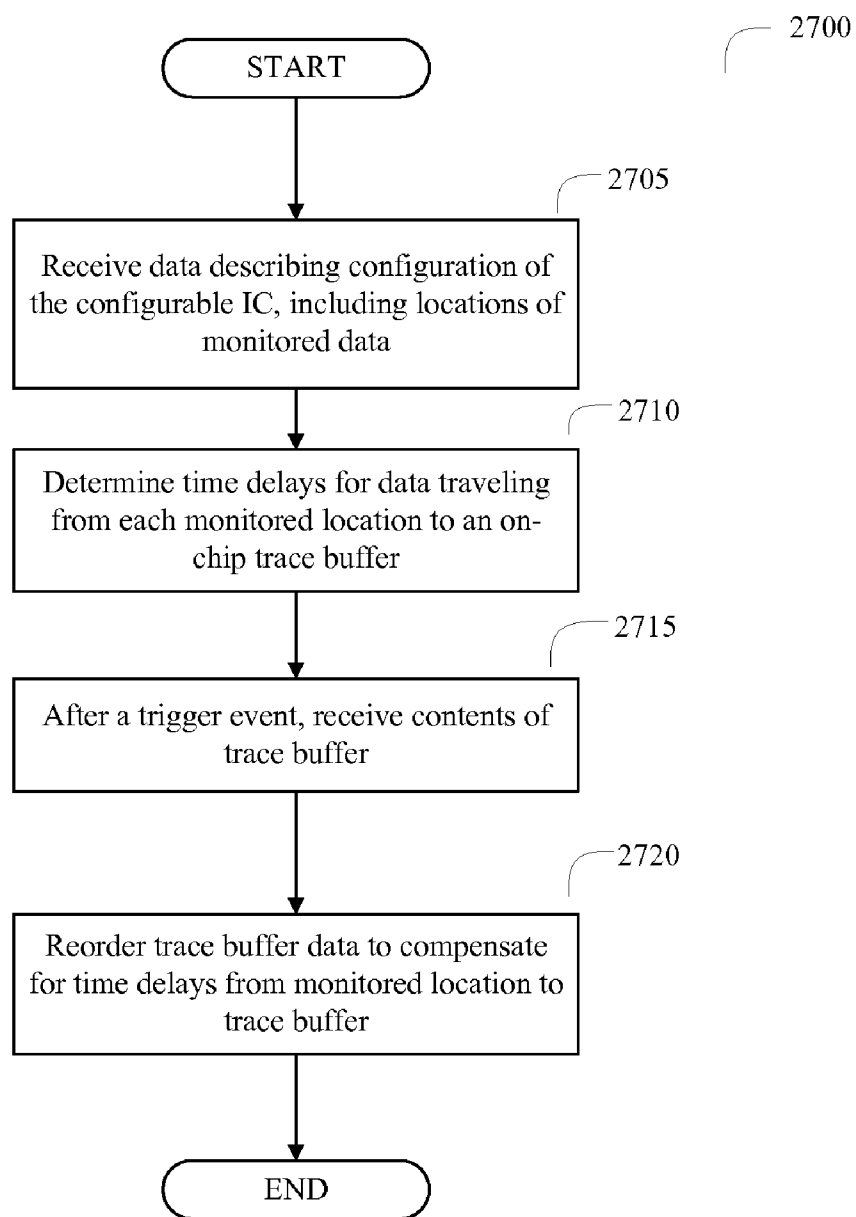 2700
START
2705
Receive data describing configuration of
the configurable IC, including locations of
monitored data
2710
Determine time delays for data traveling
from each monitored location to an on-
chip trace buffer
2715
After a trigger event, receive contents of
trace buffer
2720
Reorder trace buffer data to compensate
for time delays from monitored location to
trace buffer
END